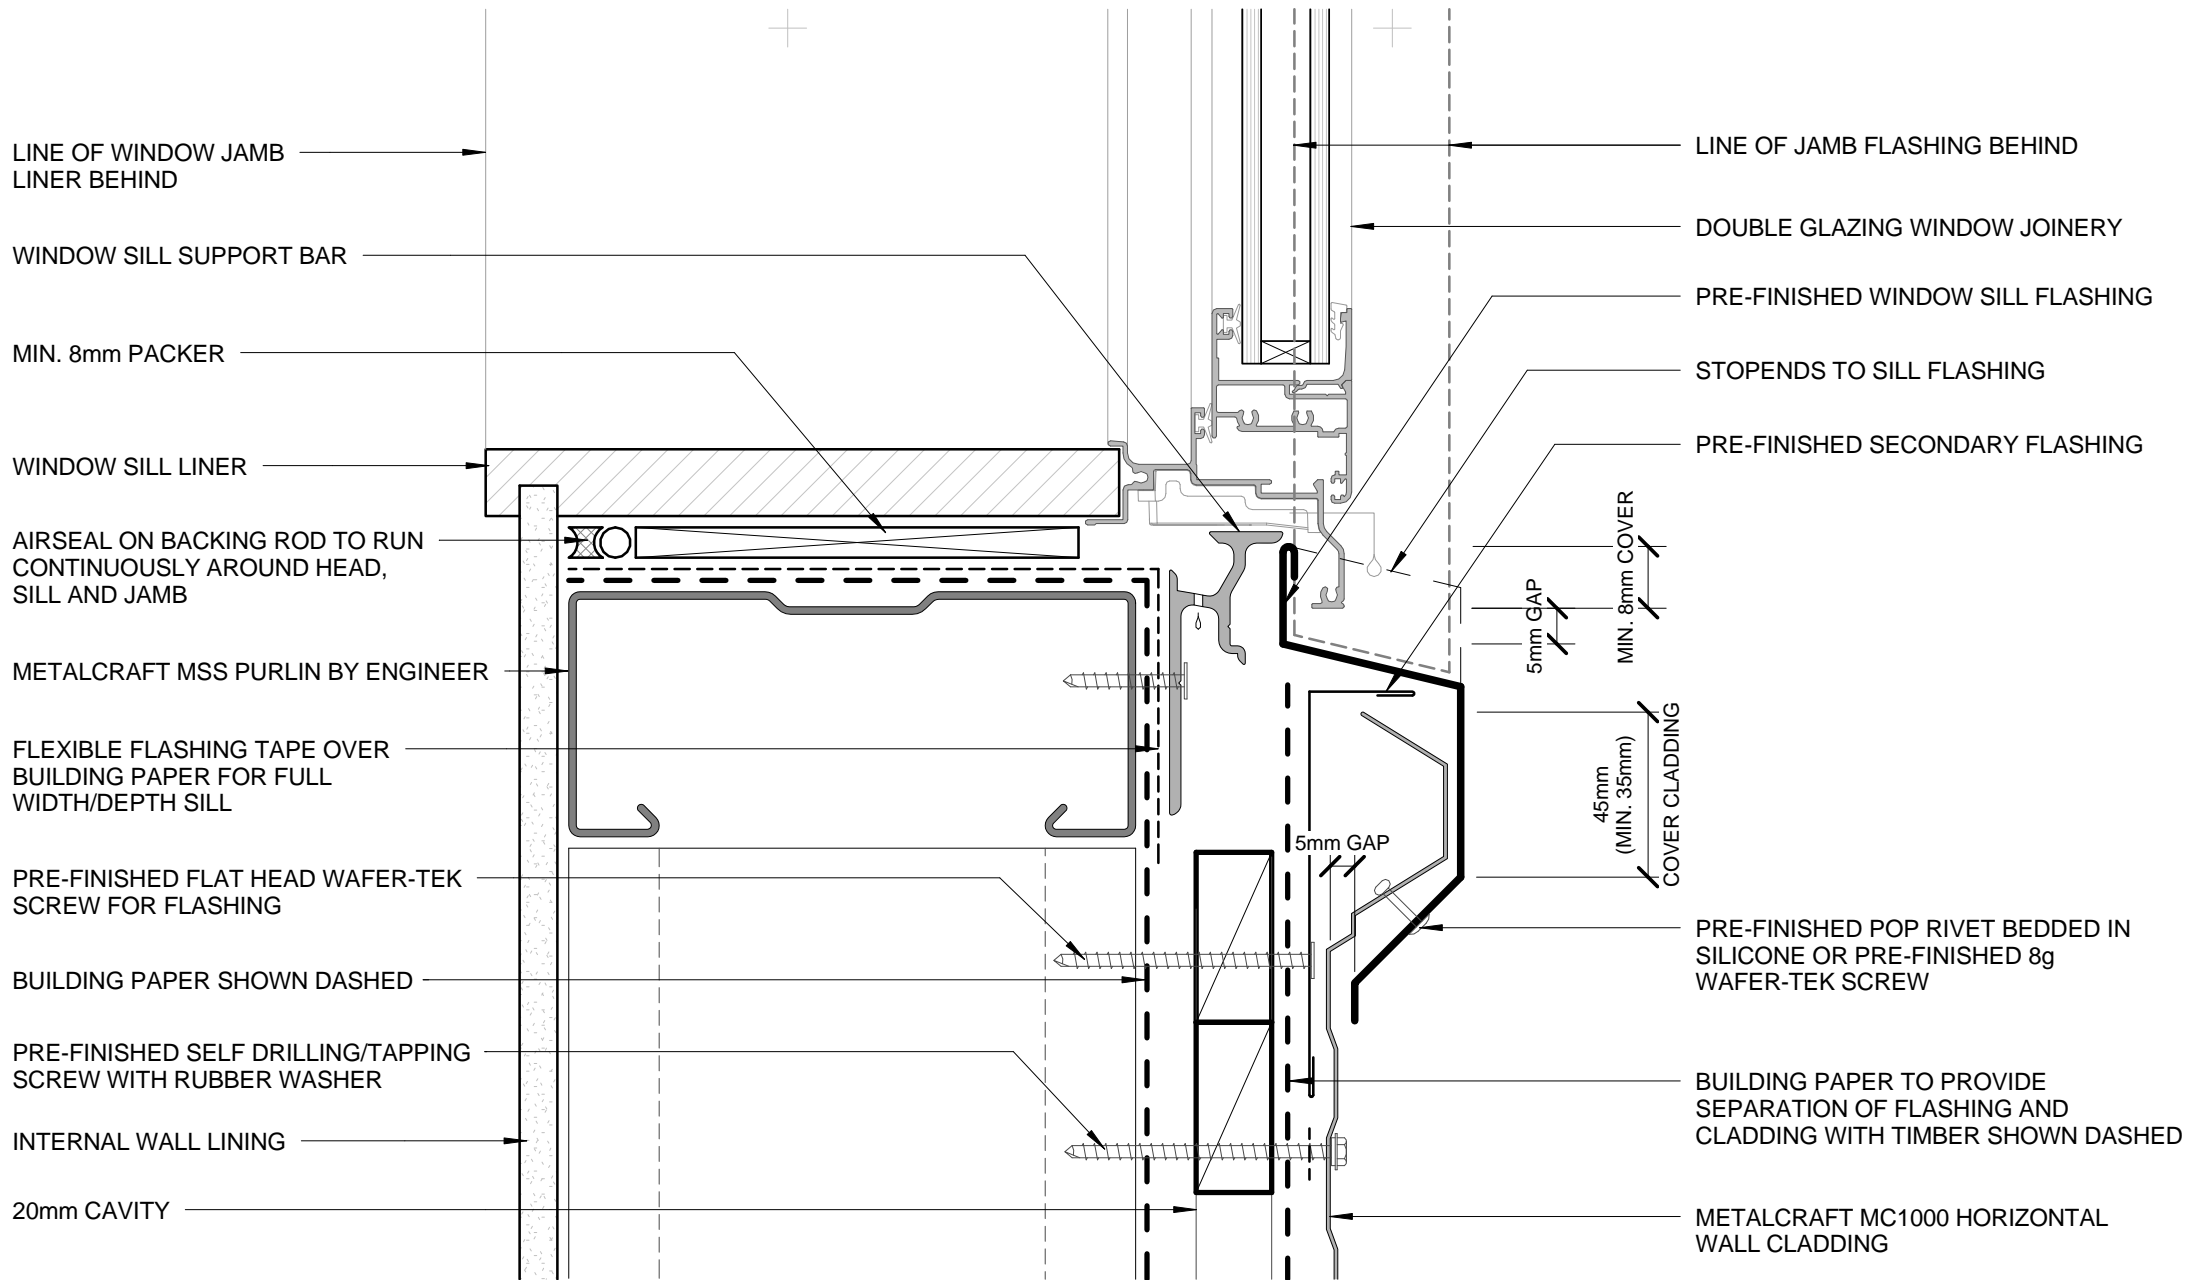 LINE OF WINDOW JAMB
LINER BEHIND
WINDOW SILL SUPPORT BAR
MIN. 8mm PACKER
WINDOW SILL LINER
AIRSEAL ON BACKING ROD TO RUN
CONTINUOUSLY AROUND HEAD,
SILL AND JAMB
METALCRAFT MSS PURLIN BY ENGINEER
FLEXIBLE FLASHING TAPE OVER
BUILDING PAPER FOR FULL
WIDTH/DEPTH SILL
PRE-FINISHED FLAT HEAD WAFER-TEK
SCREW FOR FLASHING
BUILDING PAPER SHOWN DASHED
PRE-FINISHED SELF DRILLING/TAPPING
SCREW WITH RUBBER WASHER
INTERNAL WALL LINING
20mm CAVITY
LINE OF JAMB FLASHING BEHIND
DOUBLE GLAZING WINDOW JOINERY
PRE-FINISHED WINDOW SILL FLASHING
STOPENDS TO SILL FLASHING
PRE-FINISHED SECONDARY FLASHING
5mm GAP
MIN. 8mm COVER
45mm
(MIN. 35mm)
COVER CLADDING
5mm GAP
PRE-FINISHED POP RIVET BEDDED IN
SILICONE OR PRE-FINISHED 8g
WAFER-TEK SCREW
BUILDING PAPER TO PROVIDE
SEPARATION OF FLASHING AND
CLADDING WITH TIMBER SHOWN DASHED
METALCRAFT MC1000 HORIZONTAL
WALL CLADDING